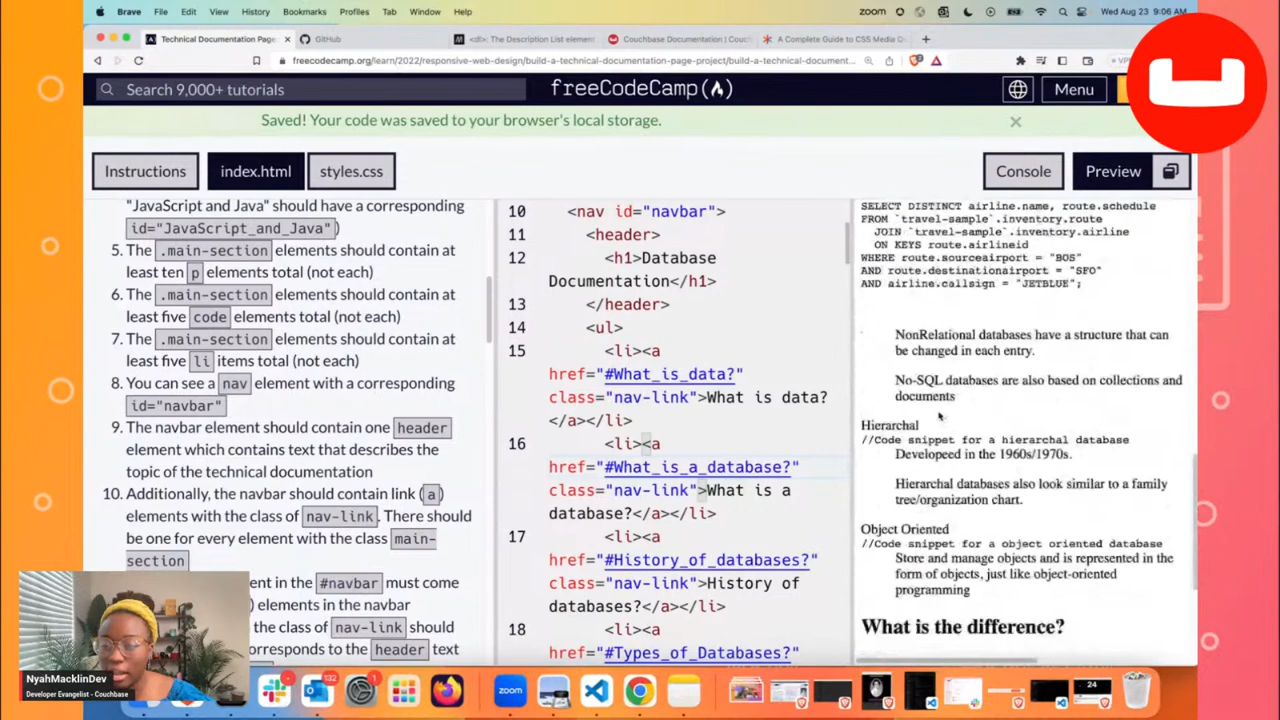 Brave File Edit View History Bookmarks Profiles Tab Window Help
zoom Wed Aug 23 9:06 AM
Technical Documentation Page
GitHub
<dl>: The Description List element
Couchbase Documentation | Couch
A Complete Guide to CSS Media Q
freecodecamp.org/learn/2022/responsive-web-design/build-a-technical-documentation-page-project/build-a-technical-document...
Search 9,000+ tutorials
freeCodeCamp
Menu
Saved! Your code was saved to your browser's local storage.
Instructions
index.html
styles.css
Console
Preview
"JavaScript and Java" should have a corresponding
id="JavaScript_and_Java")
5. The .main-section elements should contain at
least ten p elements total (not each)
6. The .main-section elements should contain at
least five code elements total (not each)
7. The .main-section elements should contain at
least five li items total (not each)
8. You can see a nav element with a corresponding
id="navbar"
9. The navbar element should contain one header
element which contains text that describes the
topic of the technical documentation
10. Additionally, the navbar should contain link (a)
elements with the class of nav-link. There should
be one for every element with the class main-
section
ent in the #navbar must come
) elements in the navbar
the class of nav-link should
orresponds to the header text
10 <nav id="navbar">
11 <header>
12 <h1>Database
Documentation</h1>
13 </header>
14 <ul>
15 <li><a
href="#What_is_data?"
class="nav-link">What is data?
</a></li>
16 <li><a
href="#What_is_a_database?"
class="nav-link">What is a
database?</a></li>
17 <li><a
href="#History_of_databases?"
class="nav-link">History of
databases?</a></li>
18 <li><a
href="#Types_of_Databases?"
SELECT DISTINCT airline.name, route.schedule
FROM `travel-sample`.inventory.route
JOIN `travel-sample`.inventory.airline
ON KEYS route.airlineid
WHERE route.sourceairport = "BOS"
AND route.destinationairport = "SFO"
AND airline.callsign = "JETBLUE";
NonRelational databases have a structure that can
be changed in each entry.
No-SQL databases are also based on collections and
documents
Hierarchal
//Code snippet for a hierarchal database
Developeed in the 1960s/1970s.
Hierarchal databases also look similar to a family
tree/organization chart.
Object Oriented
//Code snippet for a object oriented database
Store and manage objects and is represented in the
form of objects, just like object-oriented
programming
What is the difference?
NyahMacklinDev
Developer Evangelist - Couchbase
132
zoom
24